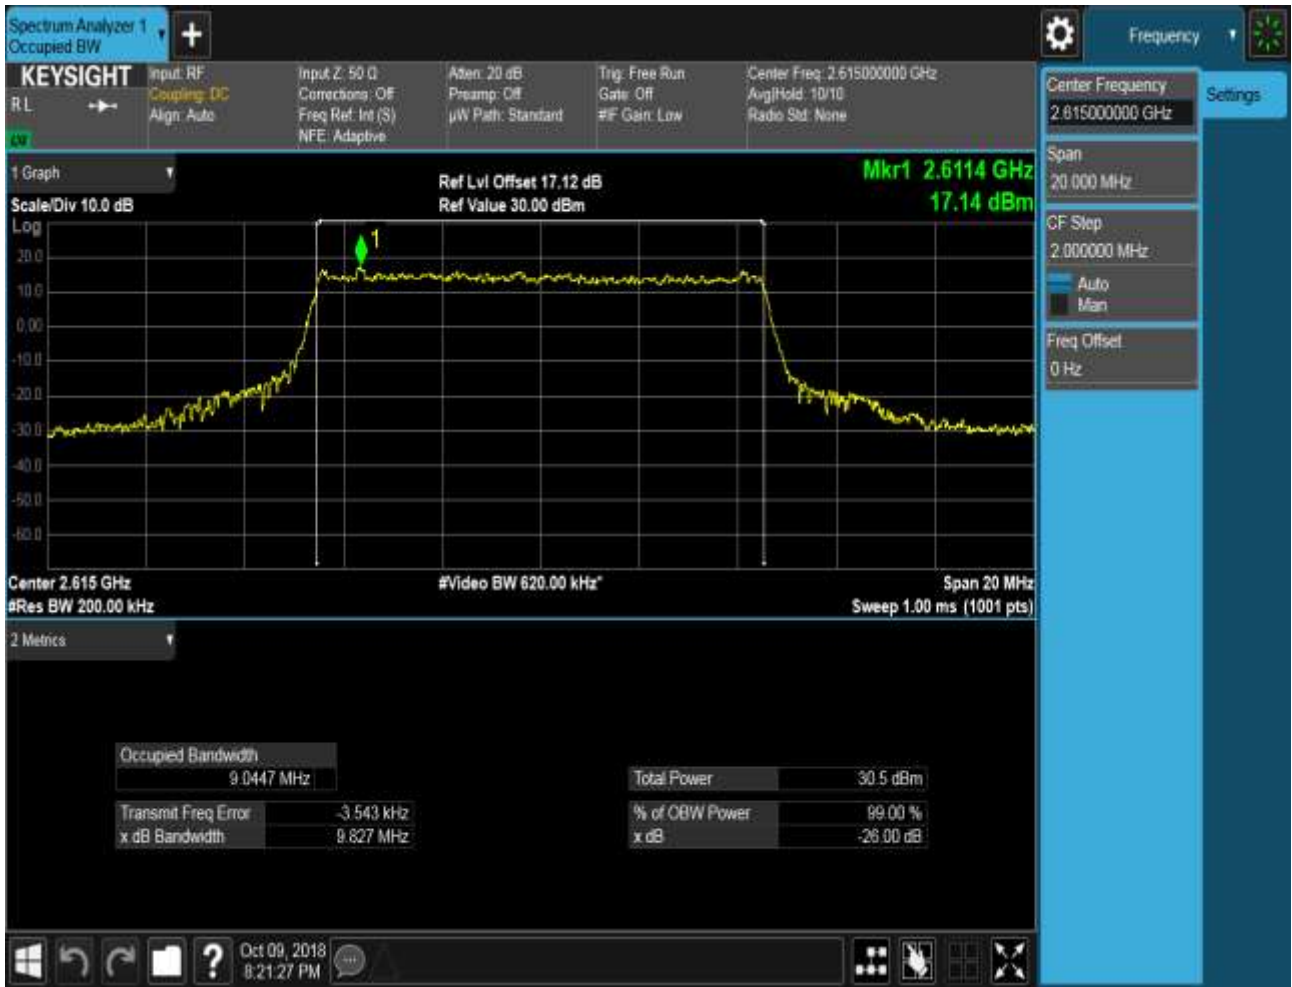 Spectrum Analyzer 1
Occupied BW
Frequency
KEYSIGHT
R L
Input: RF
Coupling: DC
Align: Auto
Input Z: 50 Ω
Corrections: Off
Freq Ref: Int (S)
NFE: Adaptive
Atten: 20 dB
Preamp: Off
µW Path: Standard
Trig: Free Run
Gate: Off
#IF Gain: Low
Center Freq: 2.615000000 GHz
Avg|Hold: 10/10
Radio Std: None
Center Frequency
2.615000000 GHz
Settings
Span
20.000 MHz
CF Step
2.000000 MHz
Auto
Man
Freq Offset
0 Hz
1 Graph
Scale/Div 10.0 dB
Log
Ref Lvl Offset 17.12 dB
Ref Value 30.00 dBm
Mkr1 2.6114 GHz
17.14 dBm
1
20.0
10.0
0.00
-10.0
-20.0
-30.0
-40.0
-50.0
-60.0
Center 2.615 GHz
#Res BW 200.00 kHz
#Video BW 620.00 kHz*
Span 20 MHz
Sweep 1.00 ms (1001 pts)
2 Metrics
Occupied Bandwidth
9.0447 MHz
Transmit Freq Error -3.543 kHz
x dB Bandwidth 9.827 MHz
Total Power 30.5 dBm
% of OBW Power 99.00 %
x dB -26.00 dB
?
Oct 09, 2018
8:21:27 PM